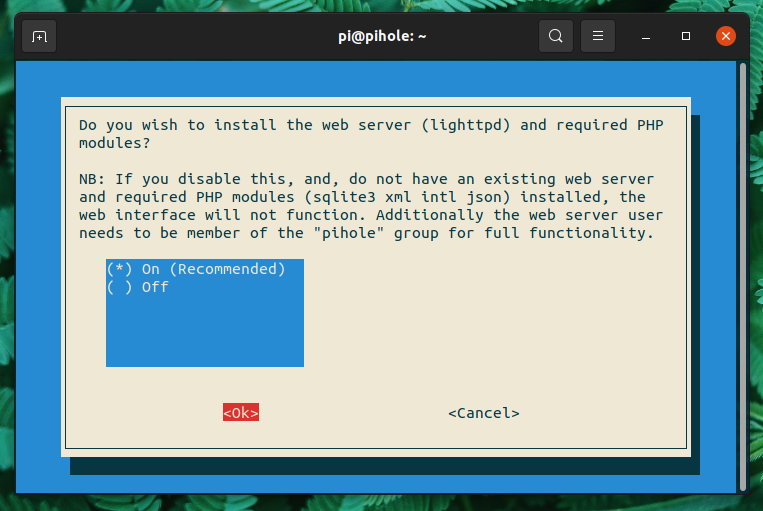 pi@pihole: ~
Do you wish to install the web server (lighttpd) and required PHP
modules?
NB: If you disable this, and, do not have an existing web server
and required PHP modules (sqlite3 xml intl json) installed, the
web interface will not function. Additionally the web server user
needs to be member of the "pihole" group for full functionality.
(*) On (Recommended)
( ) Off
<Ok> <Cancel>